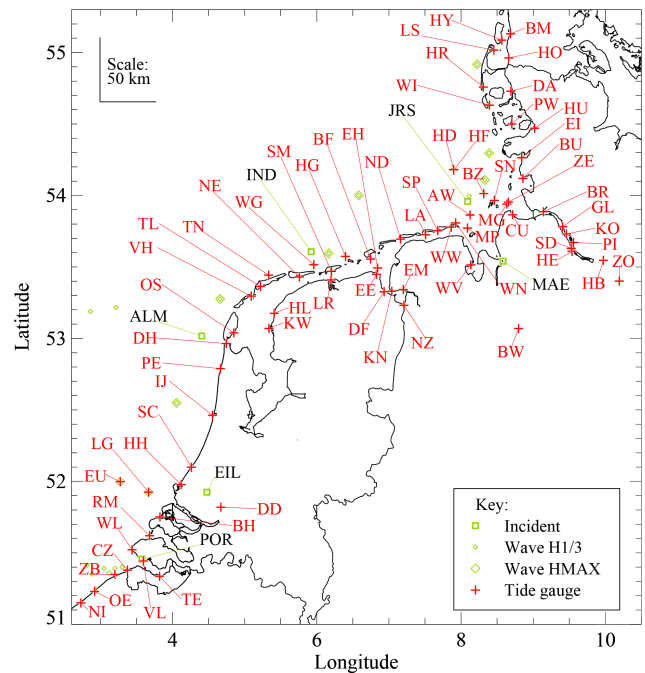 55
54
53
52
51
Latitude
4
6
8
10
Longitude
Scale:
50 km
HY
BM
LS
HO
HR
DA
WI
PW
JRS
HU
EI
BU
ZE
EH
BF
ND
HD
HF
SM
HG
BZ
SN
NE
IND
SP
AW
BR
WG
LA
MG
GL
TL
TN
CU
KO
MP
VH
SD
PI
OS
HE
ZO
WW
MAE
HB
EM
WV
WN
EE
LR
ALM
HL
DF
KW
DH
KN
NZ
BW
PE
IJ
SC
LG
HH
EIL
EU
RM
DD
WL
BH
POR
CZ
ZB
OE
TE
NI
VL
Key:
Incident
Wave H1/3
Wave HMAX
Tide gauge